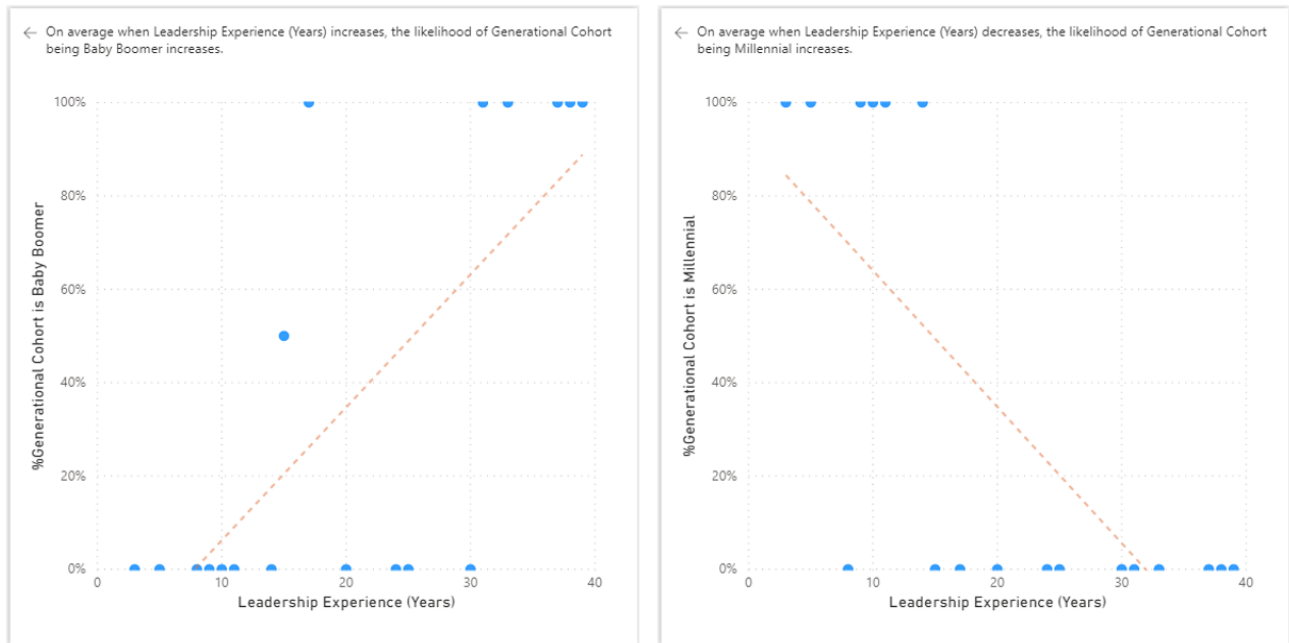 ← On average when Leadership Experience (Years) increases, the likelihood of Generational Cohort
being Baby Boomer increases.
100%
80%
60%
40%
20%
0%
%Generational Cohort is Baby Boomer
0 10 20 30 40
Leadership Experience (Years)
← On average when Leadership Experience (Years) decreases, the likelihood of Generational Cohort
being Millennial increases.
100%
80%
60%
40%
20%
0%
%Generational Cohort is Millennial
0 10 20 30 40
Leadership Experience (Years)